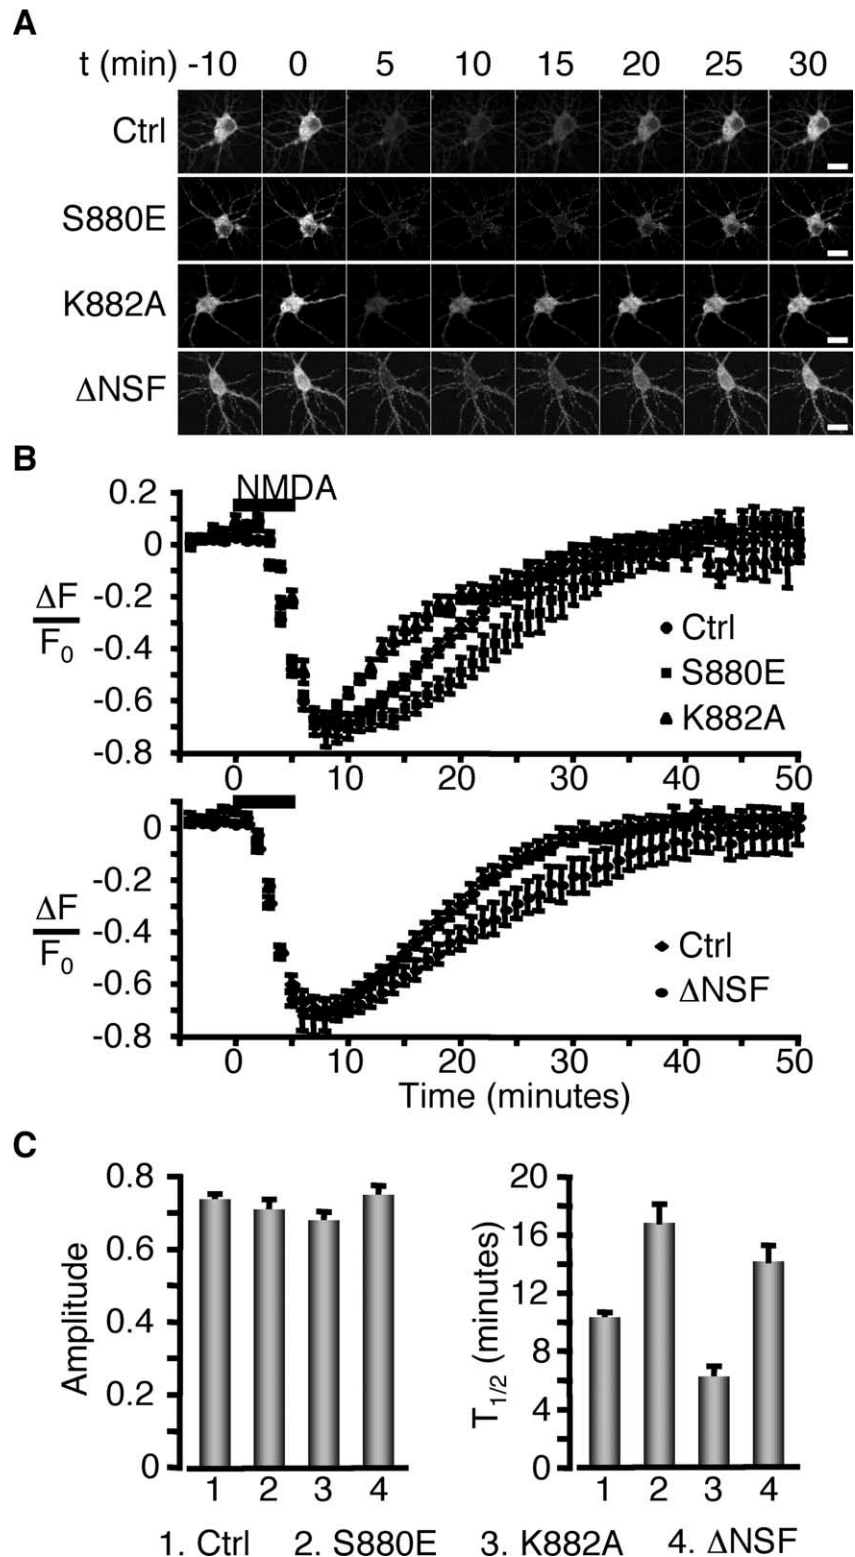 A
t (min) -10 0 5 10 15 20 25 30
Ctrl
S880E
K882A
ΔNSF
B
NMDA
0.2
0
-0.2
-0.4
-0.6
-0.8
ΔF
F0
Ctrl
S880E
K882A
0 10 20 30 40 50
0
-0.2
-0.4
-0.6
-0.8
ΔF
F0
Ctrl
ΔNSF
0 10 20 30 40 50
Time (minutes)
C
0.8
0.6
0.4
0.2
0
Amplitude
1 2 3 4
20
16
12
8
4
0
T1/2 (minutes)
1 2 3 4
1. Ctrl 2. S880E 3. K882A 4. ΔNSF